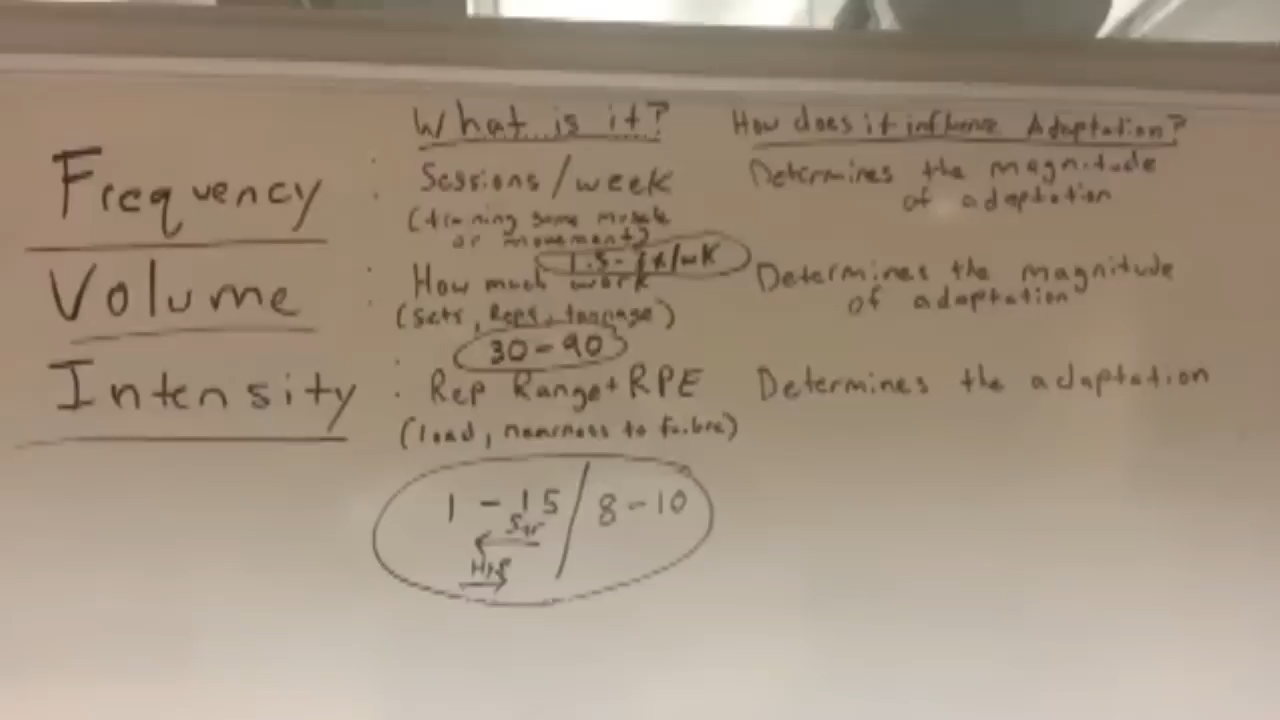 What is it?
How does it influence Adaptation?
Frequency
: Sessions/week
Determines the magnitude
of adaptation
(training same muscle
or movement)
1.5- /wk
Volume
: How much work
Determines the magnitude
of adaptation
(Sets, Reps, tonnage)
30-90
Intensity
: Rep Range+RPE
Determines the adaptation
(load, nearness to failure)
1-15/8-10
Str